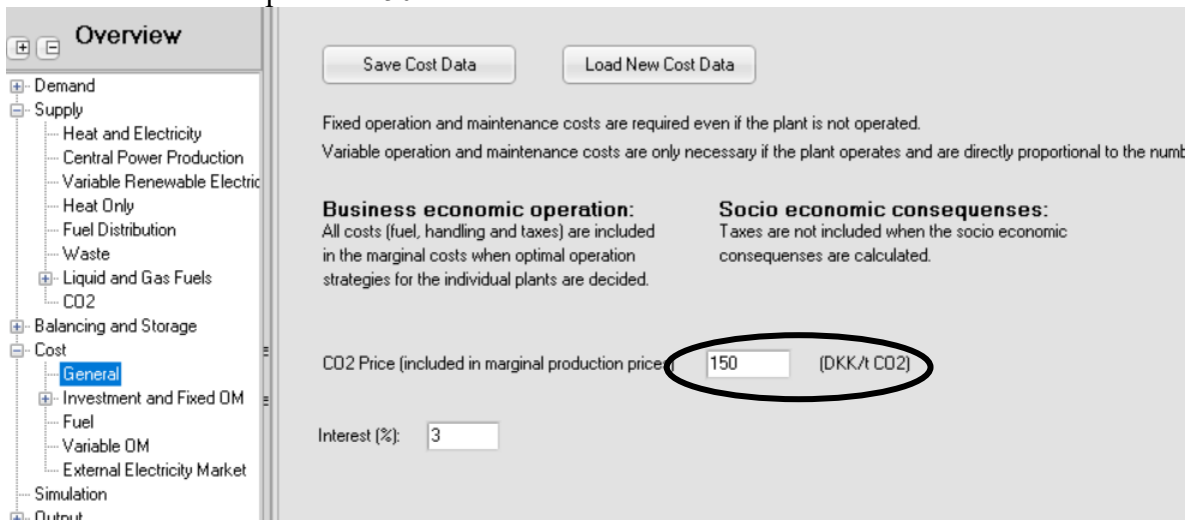 Overview
Demand
Supply
Heat and Electricity
Central Power Production
Variable Renewable Electric
Heat Only
Fuel Distribution
Waste
Liquid and Gas Fuels
CO2
Balancing and Storage
Cost
General
Investment and Fixed OM
Fuel
Variable OM
External Electricity Market
Simulation
Output
Save Cost Data Load New Cost Data
Fixed operation and maintenance costs are required even if the plant is not operated.
Variable operation and maintenance costs are only necessary if the plant operates and are directly proportional to the numb
Business economic operation:
All costs (fuel, handling and taxes) are included
in the marginal costs when optimal operation
strategies for the individual plants are decided.
Socio economic consequenses:
Taxes are not included when the socio economic
consequenses are calculated.
CO2 Price (included in marginal production prices) 150 (DKK/t CO2)
Interest (%): 3